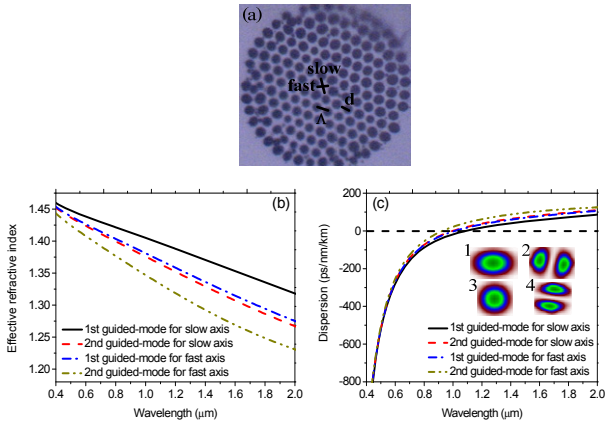 (a)
slow
fast
d
Λ
(b)
Effective refractive index
1.45
1.40
1.35
1.30
1.25
1.20
1st guided-mode for slow axis
2nd guided-mode for slow axis
1st guided-mode for fast axis
2nd guided-mode for fast axis
0.4 0.6 0.8 1.0 1.2 1.4 1.6 1.8 2.0
Wavelength (μm)
(c)
Dispersion (ps/nm/km)
200
0
-200
-400
-600
-800
1
2
3
4
1st guided-mode for slow axis
2nd guided-mode for slow axis
1st guided-mode for fast axis
2nd guided-mode for fast axis
0.4 0.6 0.8 1.0 1.2 1.4 1.6 1.8 2.0
Wavelength (μm)